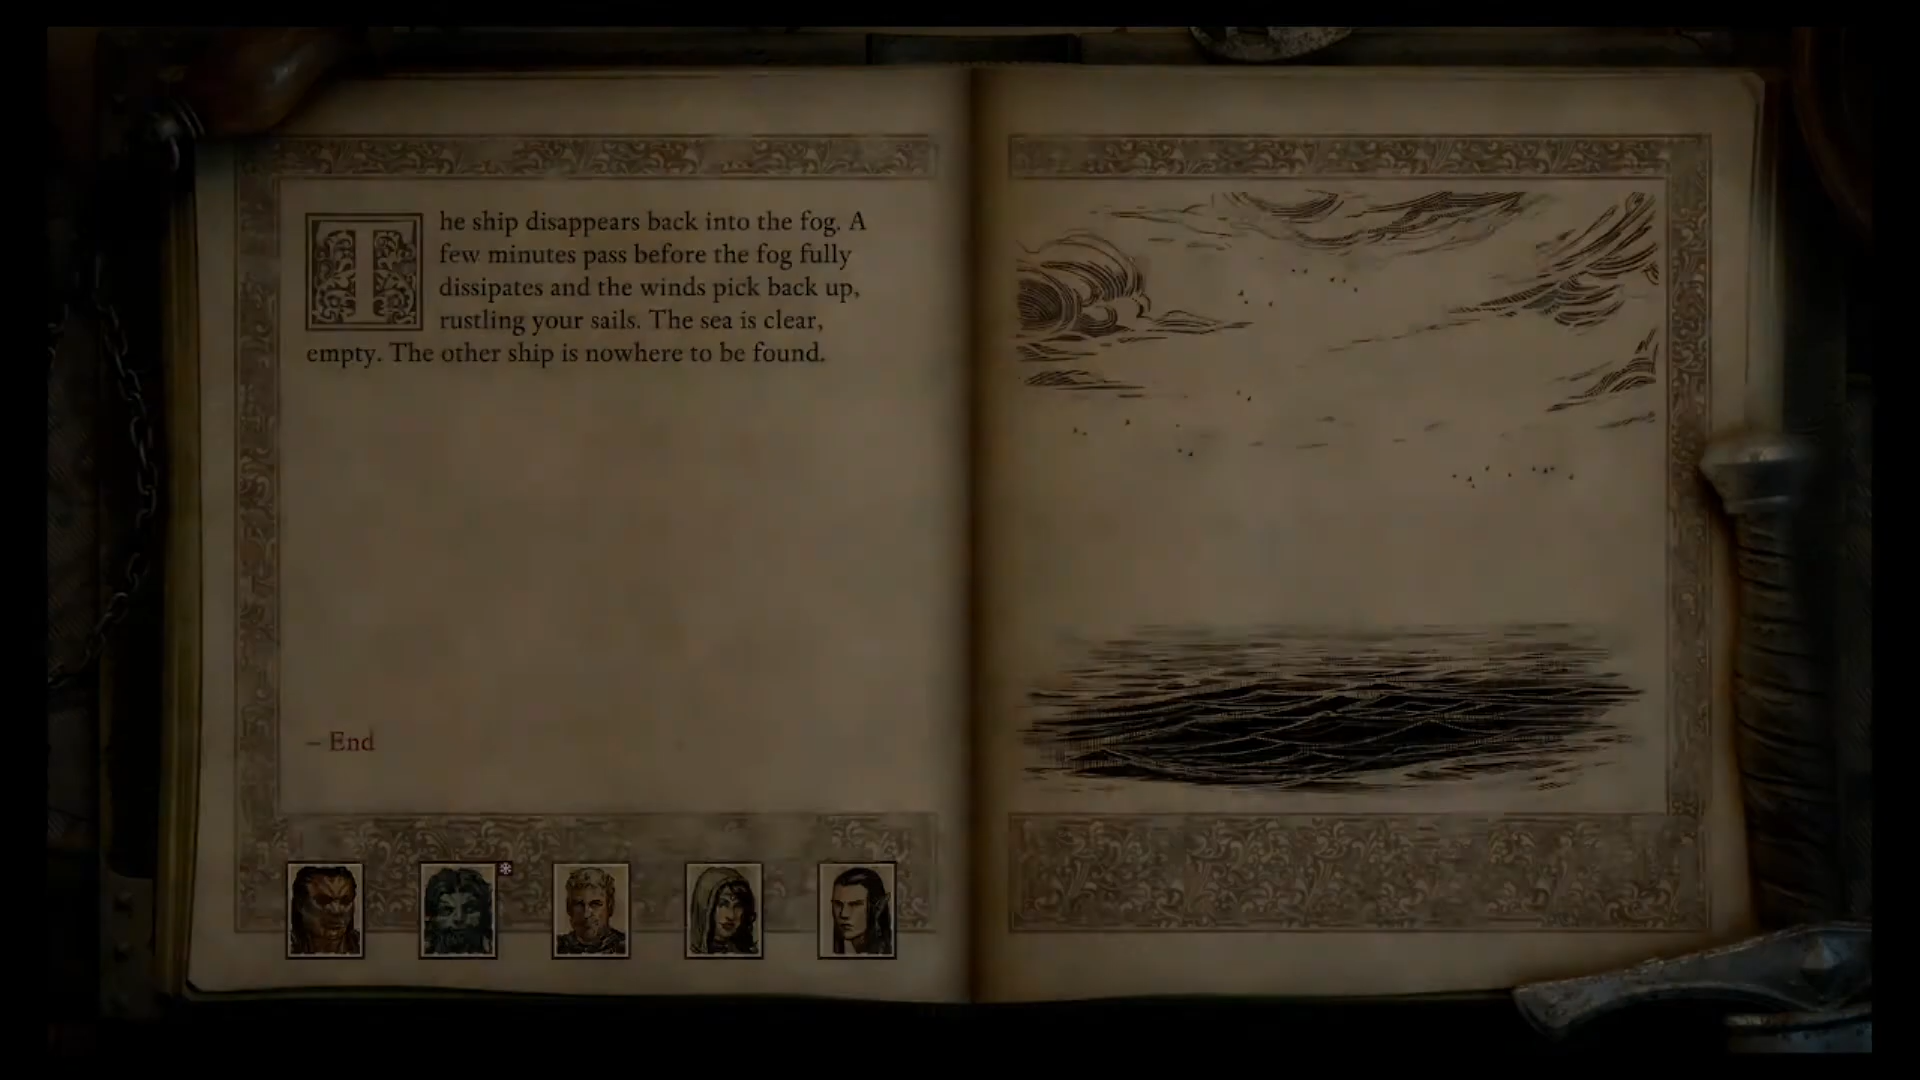 The ship disappears back into the fog. A
few minutes pass before the fog fully
dissipates and the winds pick back up,
rustling your sails. The sea is clear,
empty. The other ship is nowhere to be found.
– End